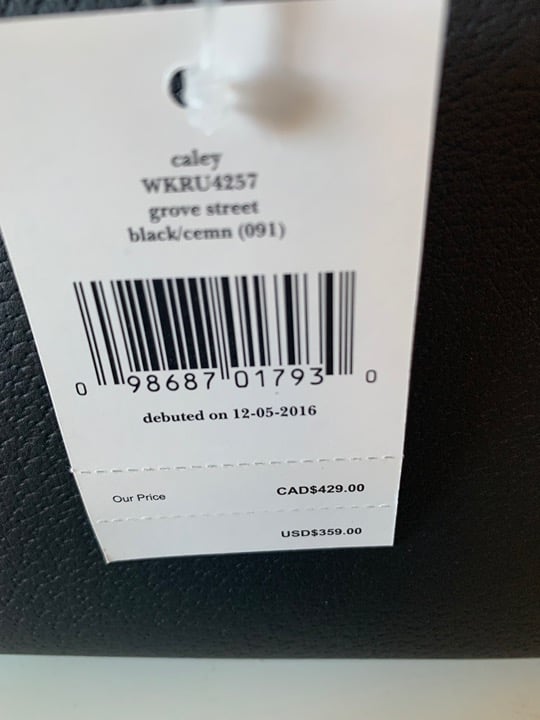 caley
WKRU4257
grove street
black/cemn (091)
0 98687 01793 0
debuted on 12-05-2016
Our Price CAD$429.00
USD$359.00